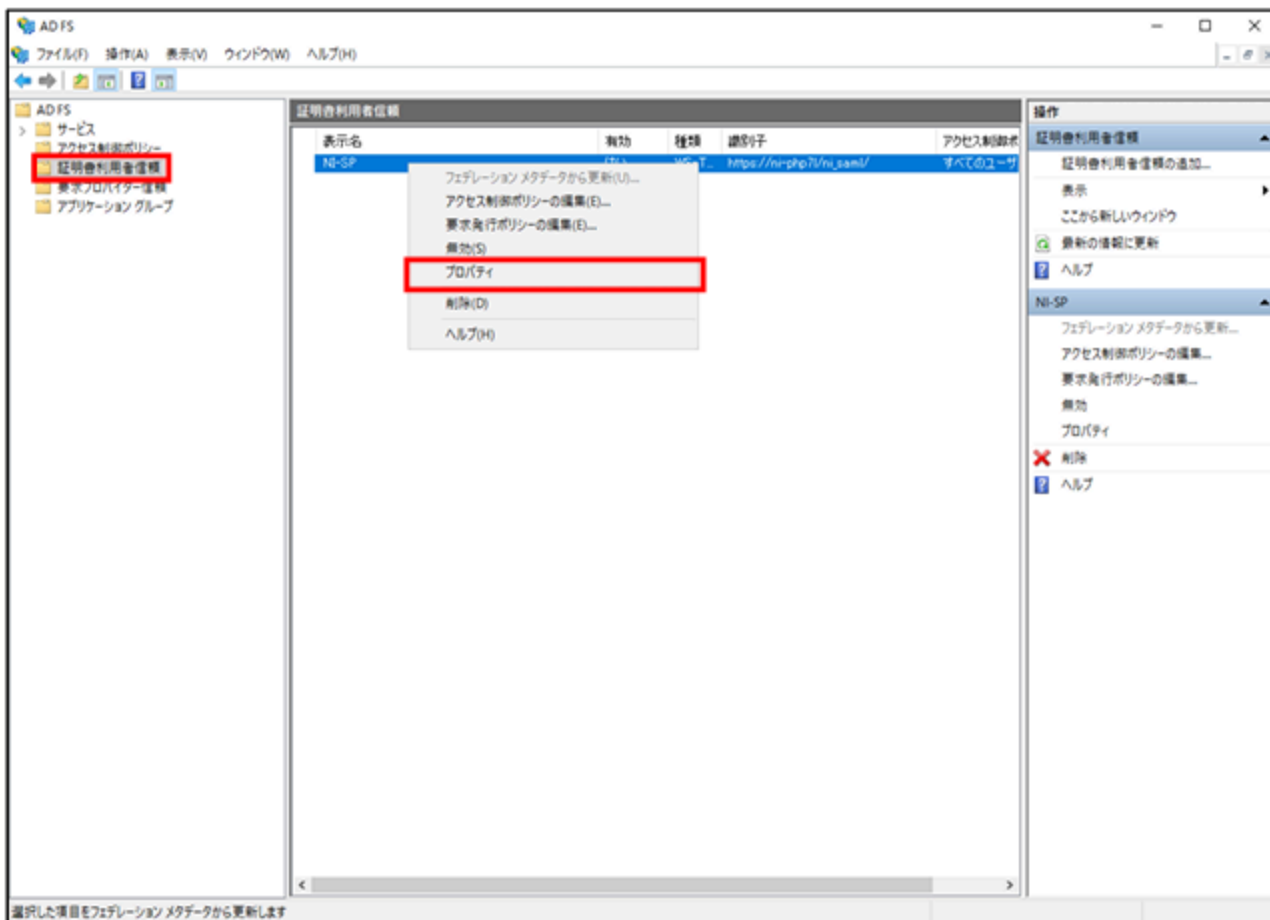 AD FS
ファイル(F) 操作(A) 表示(V) ウィンドウ(W) ヘルプ(H)
AD FS
サービス
アクセス制御ポリシー
証明書利用者信頼
要求プロバイダー信頼
アプリケーション グループ
証明書利用者信頼
表示名 有効 種類 識別子 アクセス制御ポ
NI-SP はい WS-T... https://ni-php7l/ni_saml/ すべてのユーザ
フェデレーション メタデータから更新(U)...
アクセス制御ポリシーの編集(E)...
要求発行ポリシーの編集(E)...
無効(S)
プロパティ
削除(D)
ヘルプ(H)
操作
証明書利用者信頼
証明書利用者信頼の追加...
表示
ここから新しいウィンドウ
最新の情報に更新
ヘルプ
NI-SP
フェデレーション メタデータから更新...
アクセス制御ポリシーの編集...
要求発行ポリシーの編集...
無効
プロパティ
削除
ヘルプ
選択した項目をフェデレーション メタデータから更新します